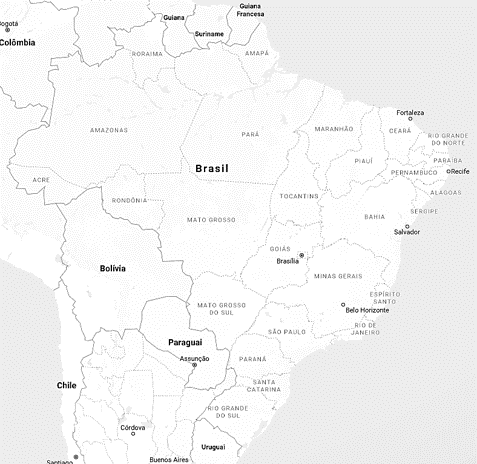 Guiana
Francesa
Guiana
Suriname
Colômbia
RORAIMA
AMAPÁ
Fortaleza
AMAZONAS
PARÁ
MARANHÃO
CEARÁ
RIO GRANDE
DO NORTE
PIAUÍ
PARAÍBA
Brasil
PERNAMBUCO
Recife
ACRE
RONDÔNIA
TOCANTINS
ALAGOAS
MATO GROSSO
BAHIA
SERGIPE
Salvador
GOIÁS
Brasília
Bolívia
MINAS GERAIS
ESPÍRITO
SANTO
MATO GROSSO
DO SUL
Belo Horizonte
SÃO PAULO
RIO DE
JANEIRO
Paraguai
Assunção
PARANÁ
Chile
SANTA
CATARINA
RIO GRANDE
DO SUL
Córdova
Uruguai
Buenos Aires
Santiago